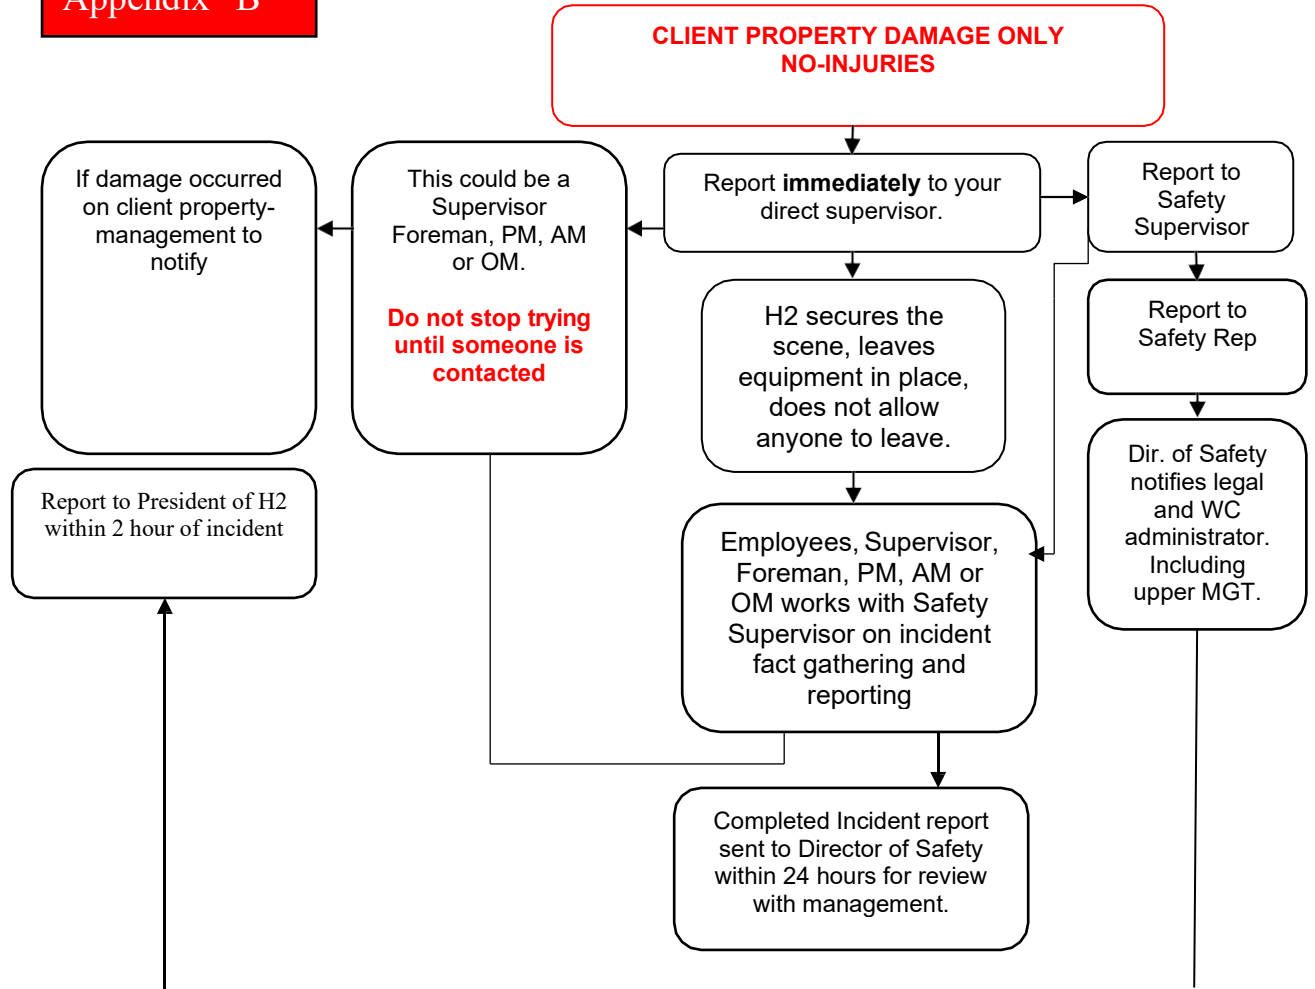 Appendix "B"
CLIENT PROPERTY DAMAGE ONLY
NO-INJURIES
If damage occurred
on client property-
management to
notify
This could be a
Supervisor
Foreman, PM, AM
or OM.
Do not stop trying
until someone is
contacted
Report immediately to your
direct supervisor.
Report to
Safety
Supervisor
H2 secures the
scene, leaves
equipment in place,
does not allow
anyone to leave.
Report to
Safety Rep
Dir. of Safety
notifies legal
and WC
administrator.
Including
upper MGT.
Report to President of H2
within 2 hour of incident
Employees, Supervisor,
Foreman, PM, AM or
OM works with Safety
Supervisor on incident
fact gathering and
reporting
Completed Incident report
sent to Director of Safety
within 24 hours for review
with management.